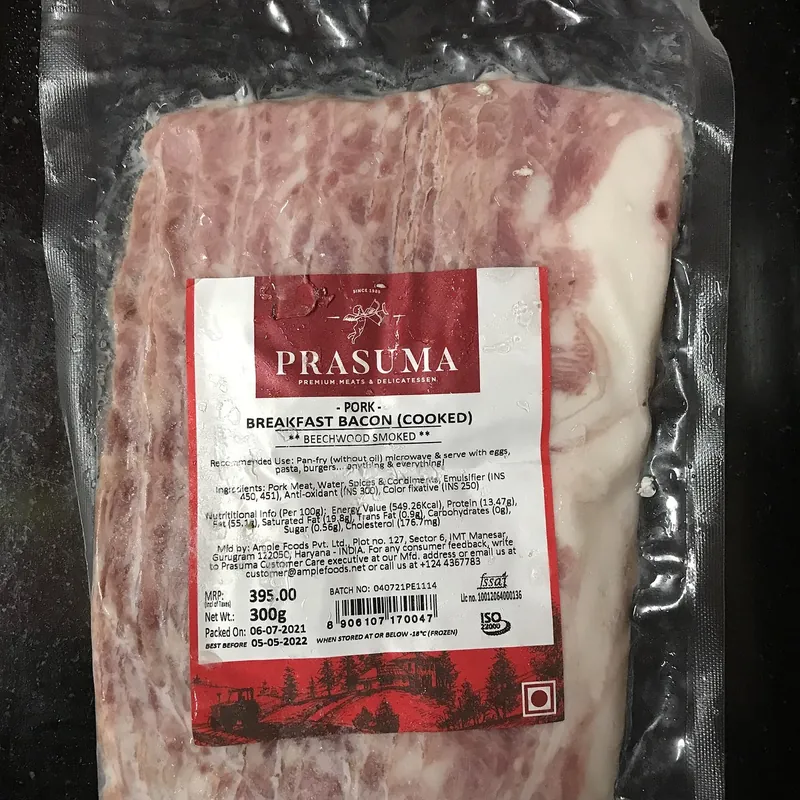 SINCE 1985
PRASUMA
PREMIUM MEATS & DELICATESSEN
- PORK -
BREAKFAST BACON (COOKED)
** BEECHWOOD SMOKED **
Recommended Use: Pan-fry (without oil) microwave & serve with eggs,
pasta, burgers....anything & everything!
Ingredients: Pork Meat, Water, Spices & Condiments, Emulsifier (INS
450, 451), Anti-oxidant (INS 300), Color fixative (INS 250)
Nutrititional Info (Per 100g): Energy Value (549.26Kcal), Protein (13.47g),
Fat (55.1g), Saturated Fat (19.8g), Trans Fat (0.9g), Carbohydrates (0g),
Sugar (0.56g), Cholesterol (176.7mg)
Mfd by: Ample Foods Pvt. Ltd., Plot no. 127, Sector 6, IMT Manesar,
Gurugram 122050, Haryana - INDIA. For any consumer feedback, write
to Prasuma Customer Care executive at our Mfd. address or email us at
customer@amplefoods.net or call us at +124 4367783
MRP: 395.00
(Incl of Taxes)
Net Wt.: 300g
Packed On: 06-07-2021
BEST BEFORE 05-05-2022
BATCH NO: 040721PE1114
8 906107 170047
WHEN STORED AT OR BELOW -18°C (FROZEN)
fssai
Lic no. 10012064000136
ISO
22000